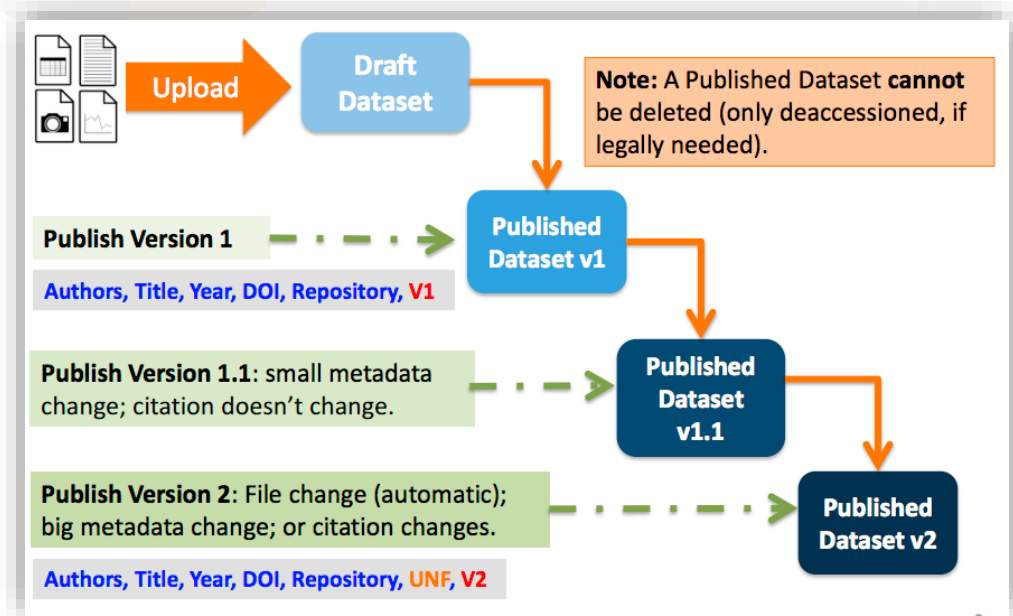 Upload
Draft
Dataset
Note: A Published Dataset cannot
be deleted (only deaccessioned, if
legally needed).
Publish Version 1
Published
Dataset v1
Authors, Title, Year, DOI, Repository, V1
Publish Version 1.1: small metadata
change; citation doesn’t change.
Published
Dataset
v1.1
Publish Version 2: File change (automatic);
big metadata change; or citation changes.
Published
Dataset v2
Authors, Title, Year, DOI, Repository, UNF, V2